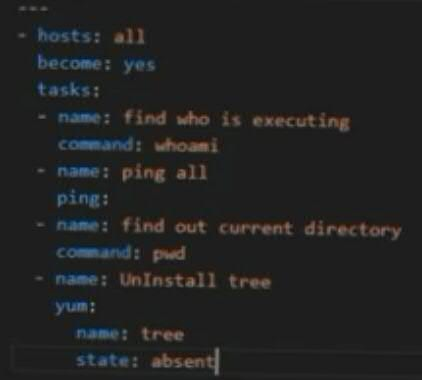 ---
- hosts: all
  become: yes
  tasks:
  - name: find who is executing
    command: whoami
  - name: ping all
    ping:
  - name: find out current directory
    command: pwd
  - name: UnInstall tree
    yum:
      name: tree
      state: absent